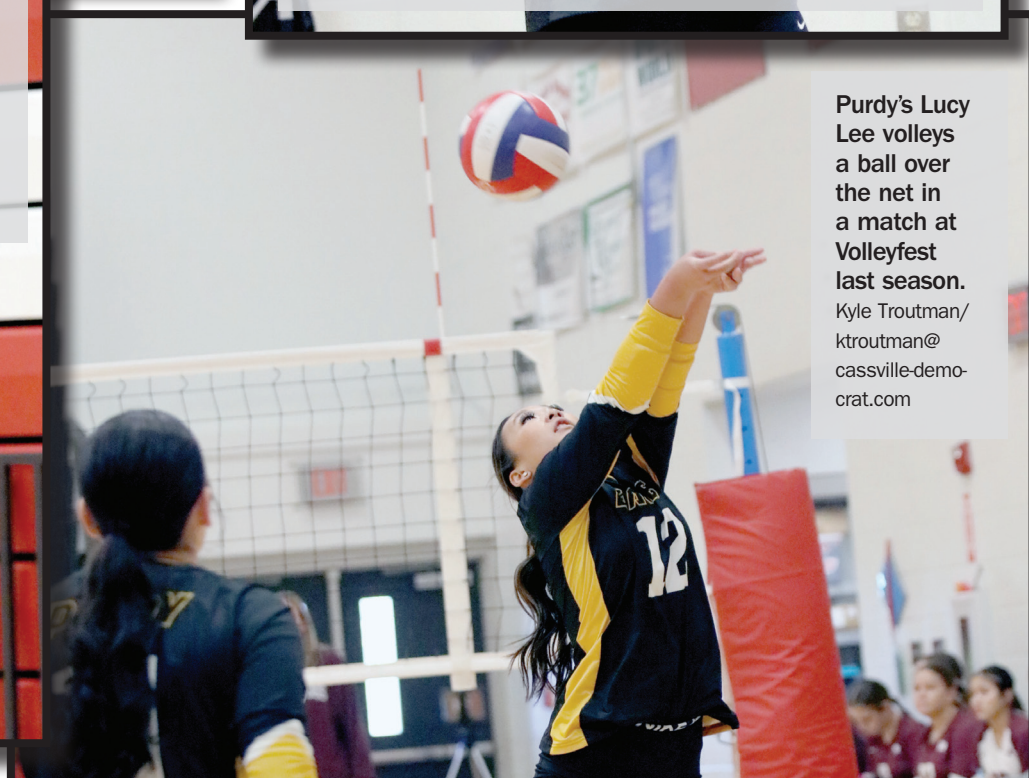 Purdy’s Lucy
Lee volleys
a ball over
the net in
a match at
Volleyfest
last season.
Kyle Troutman/
ktroutman@
cassville-demo-
crat.com
37
12